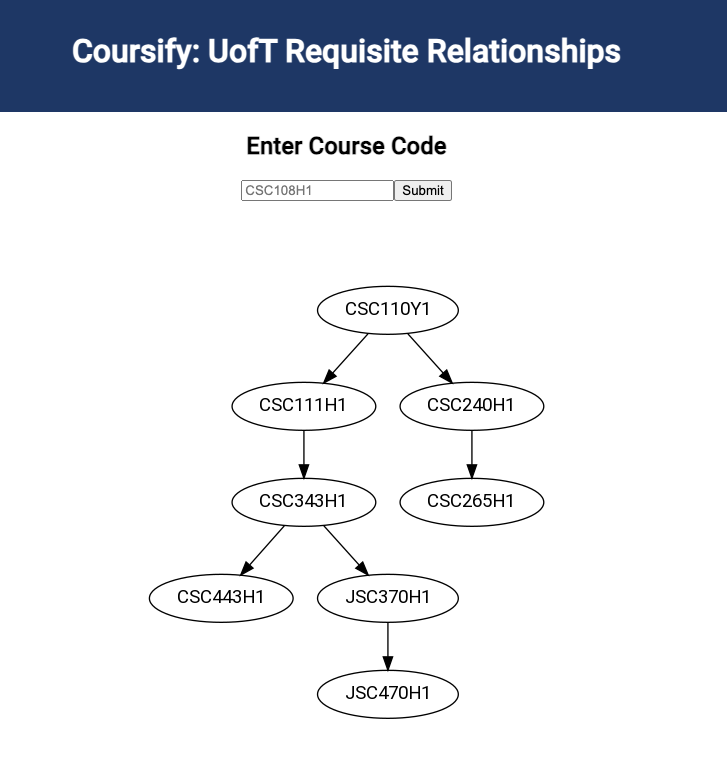 Coursify: UofT Requisite Relationships
Enter Course Code
CSC108H1 Submit
CSC110Y1
CSC111H1 CSC240H1
CSC343H1 CSC265H1
CSC443H1 JSC370H1
JSC470H1